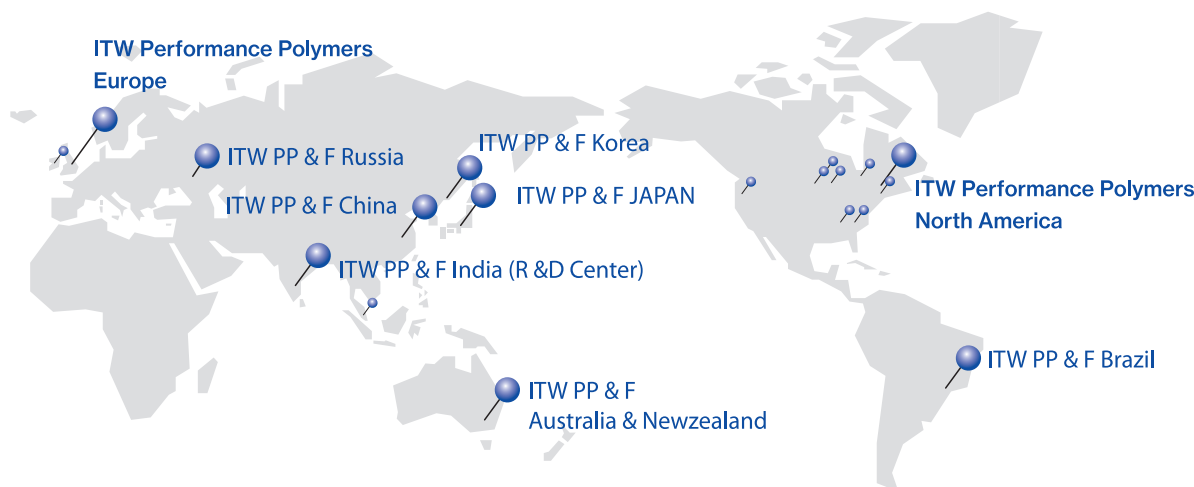 ITW Performance Polymers
Europe
ITW PP & F Korea
ITW PP & F Russia
ITW PP & F JAPAN
ITW Performance Polymers
North America
ITW PP & F China
ITW PP & F India (R &D Center)
ITW PP & F Brazil
ITW PP & F
Australia & Newzealand